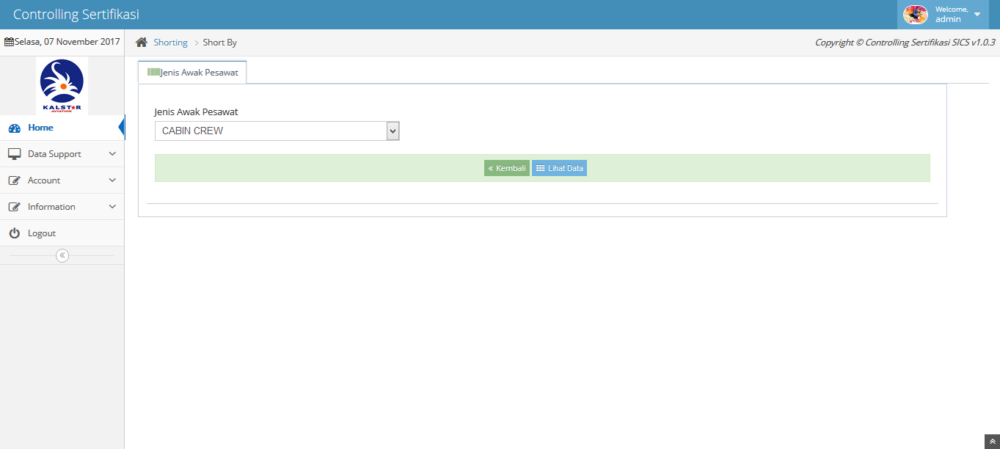 Controlling Sertifikasi
Welcome,
admin
Selasa, 07 November 2017
Shorting > Short By
Copyright © Controlling Sertifikasi SICS v1.0.3
KALSTAR
AVIATION
Home
Data Support
Account
Information
Logout
Jenis Awak Pesawat
Jenis Awak Pesawat
CABIN CREW
« Kembali
Lihat Data